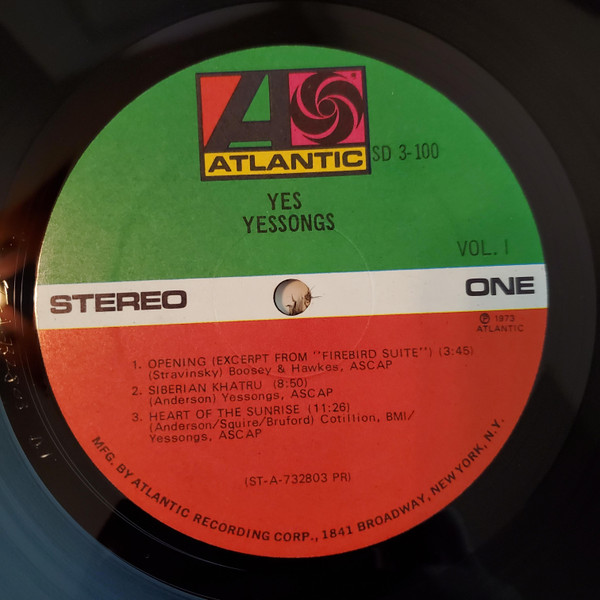 ATLANTIC
SD 3-100
YES
YESSONGS
VOL. I
STEREO
ONE
℗ 1973
ATLANTIC
1. OPENING (EXCERPT FROM "FIREBIRD SUITE") (3:45)
(Stravinsky) Boosey & Hawkes, ASCAP
2. SIBERIAN KHATRU (8:50)
(Anderson) Yessongs, ASCAP
3. HEART OF THE SUNRISE (11:26)
(Anderson/Squire/Bruford) Cotillion, BMI/
Yessongs, ASCAP
(ST-A-732803 PR)
MFG. BY ATLANTIC RECORDING CORP., 1841 BROADWAY, NEW YORK, N.Y.